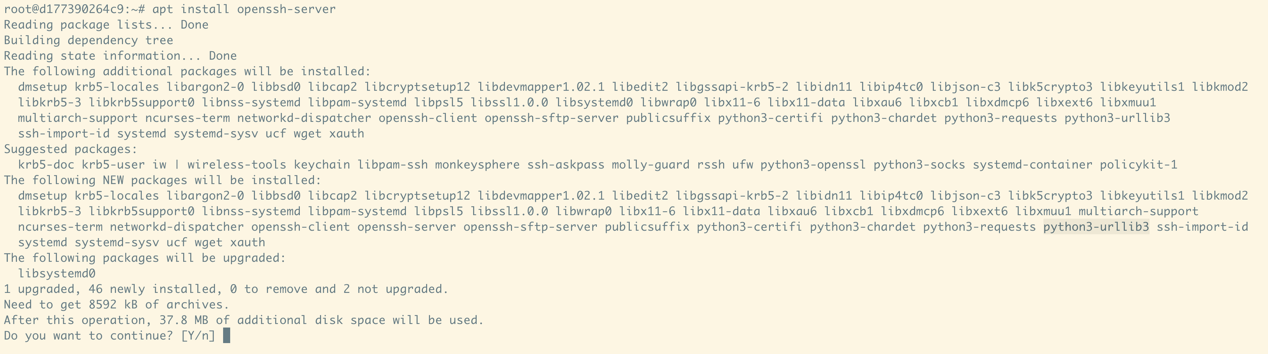 root@d177390264c9:~# apt install openssh-server
Reading package lists... Done
Building dependency tree
Reading state information... Done
The following additional packages will be installed:
  dmsetup krb5-locales libargon2-0 libbsd0 libcap2 libcryptsetup12 libdevmapper1.02.1 libedit2 libgssapi-krb5-2 libidn11 libip4tc0 libjson-c3 libk5crypto3 libkeyutils1 libkmod2
  libkrb5-3 libkrb5support0 libnss-systemd libpam-systemd libpsl5 libssl1.0.0 libsystemd0 libwrap0 libx11-6 libx11-data libxau6 libxcb1 libxdmcp6 libxext6 libxmuu1
  multiarch-support ncurses-term networkd-dispatcher openssh-client openssh-sftp-server publicsuffix python3-certifi python3-chardet python3-requests python3-urllib3
  ssh-import-id systemd systemd-sysv ucf wget xauth
Suggested packages:
  krb5-doc krb5-user iw | wireless-tools keychain libpam-ssh monkeysphere ssh-askpass molly-guard rssh ufw python3-openssl python3-socks systemd-container policykit-1
The following NEW packages will be installed:
  dmsetup krb5-locales libargon2-0 libbsd0 libcap2 libcryptsetup12 libdevmapper1.02.1 libedit2 libgssapi-krb5-2 libidn11 libip4tc0 libjson-c3 libk5crypto3 libkeyutils1 libkmod2
  libkrb5-3 libkrb5support0 libnss-systemd libpam-systemd libpsl5 libssl1.0.0 libwrap0 libx11-6 libx11-data libxau6 libxcb1 libxdmcp6 libxext6 libxmuu1 multiarch-support
  ncurses-term networkd-dispatcher openssh-client openssh-server openssh-sftp-server publicsuffix python3-certifi python3-chardet python3-requests python3-urllib3 ssh-import-id
  systemd systemd-sysv ucf wget xauth
The following packages will be upgraded:
  libsystemd0
1 upgraded, 46 newly installed, 0 to remove and 2 not upgraded.
Need to get 8592 kB of archives.
After this operation, 37.8 MB of additional disk space will be used.
Do you want to continue? [Y/n]